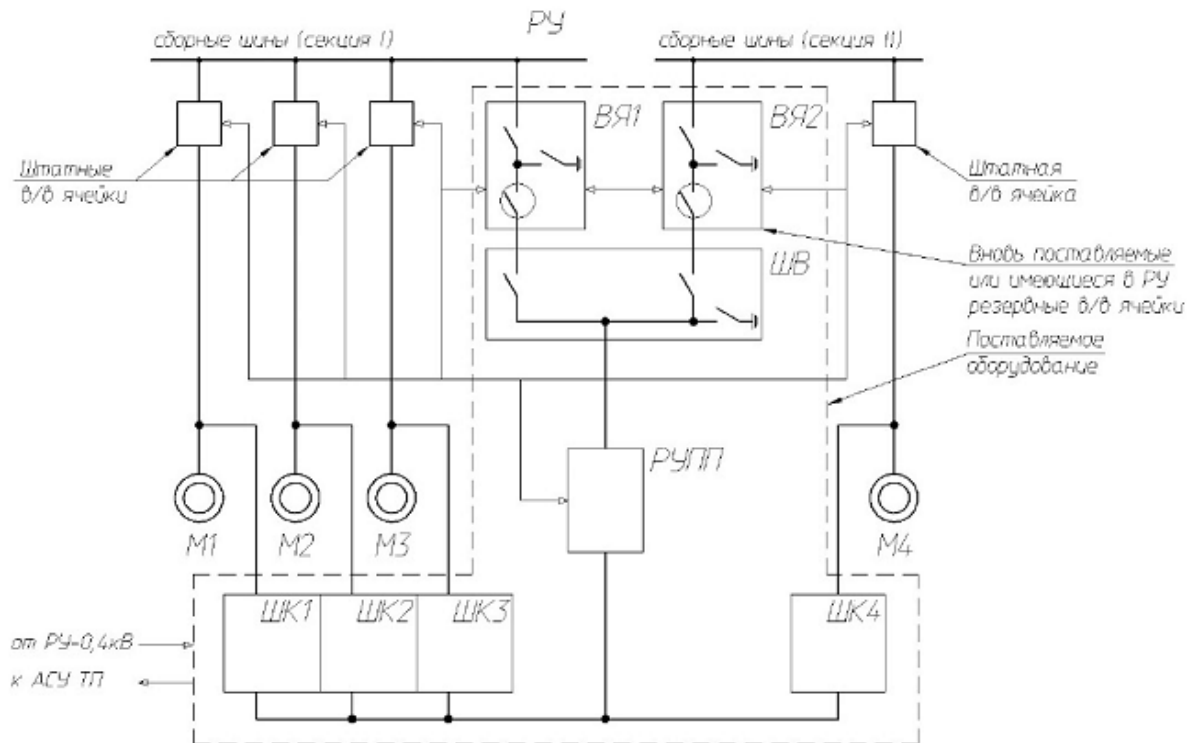 РУ
сборные шины (секция I)
сборные шины (секция II)
ВЯ1
ВЯ2
Штатные
в/в ячейки
Штатная
в/в ячейка
ШВ
Вновь поставляемые
или имеющиеся в РУ
резервные в/в ячейки
Поставляемое
оборудование
РУПП
М1
М2
М3
М4
ШК1
ШК2
ШК3
ШК4
от РУ-0,4кВ
к АСУ ТП